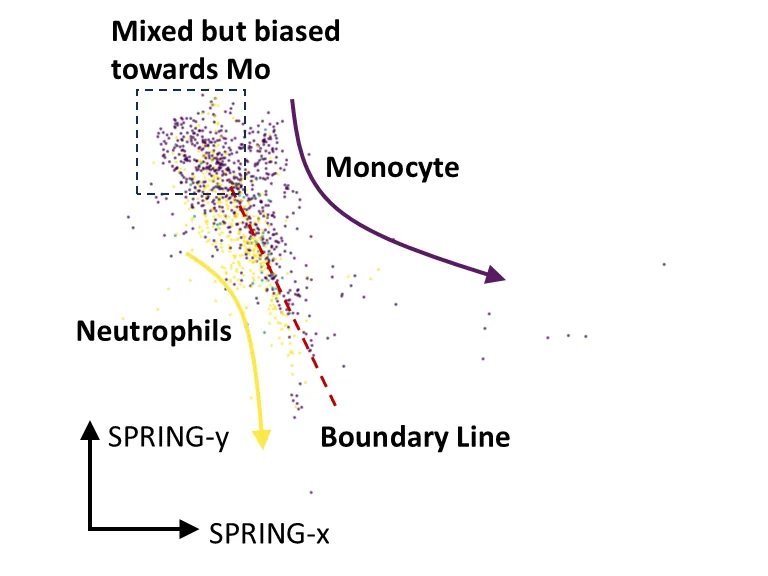 Mixed but biased
towards Mo
Monocyte
Neutrophils
SPRING-y
Boundary Line
SPRING-x